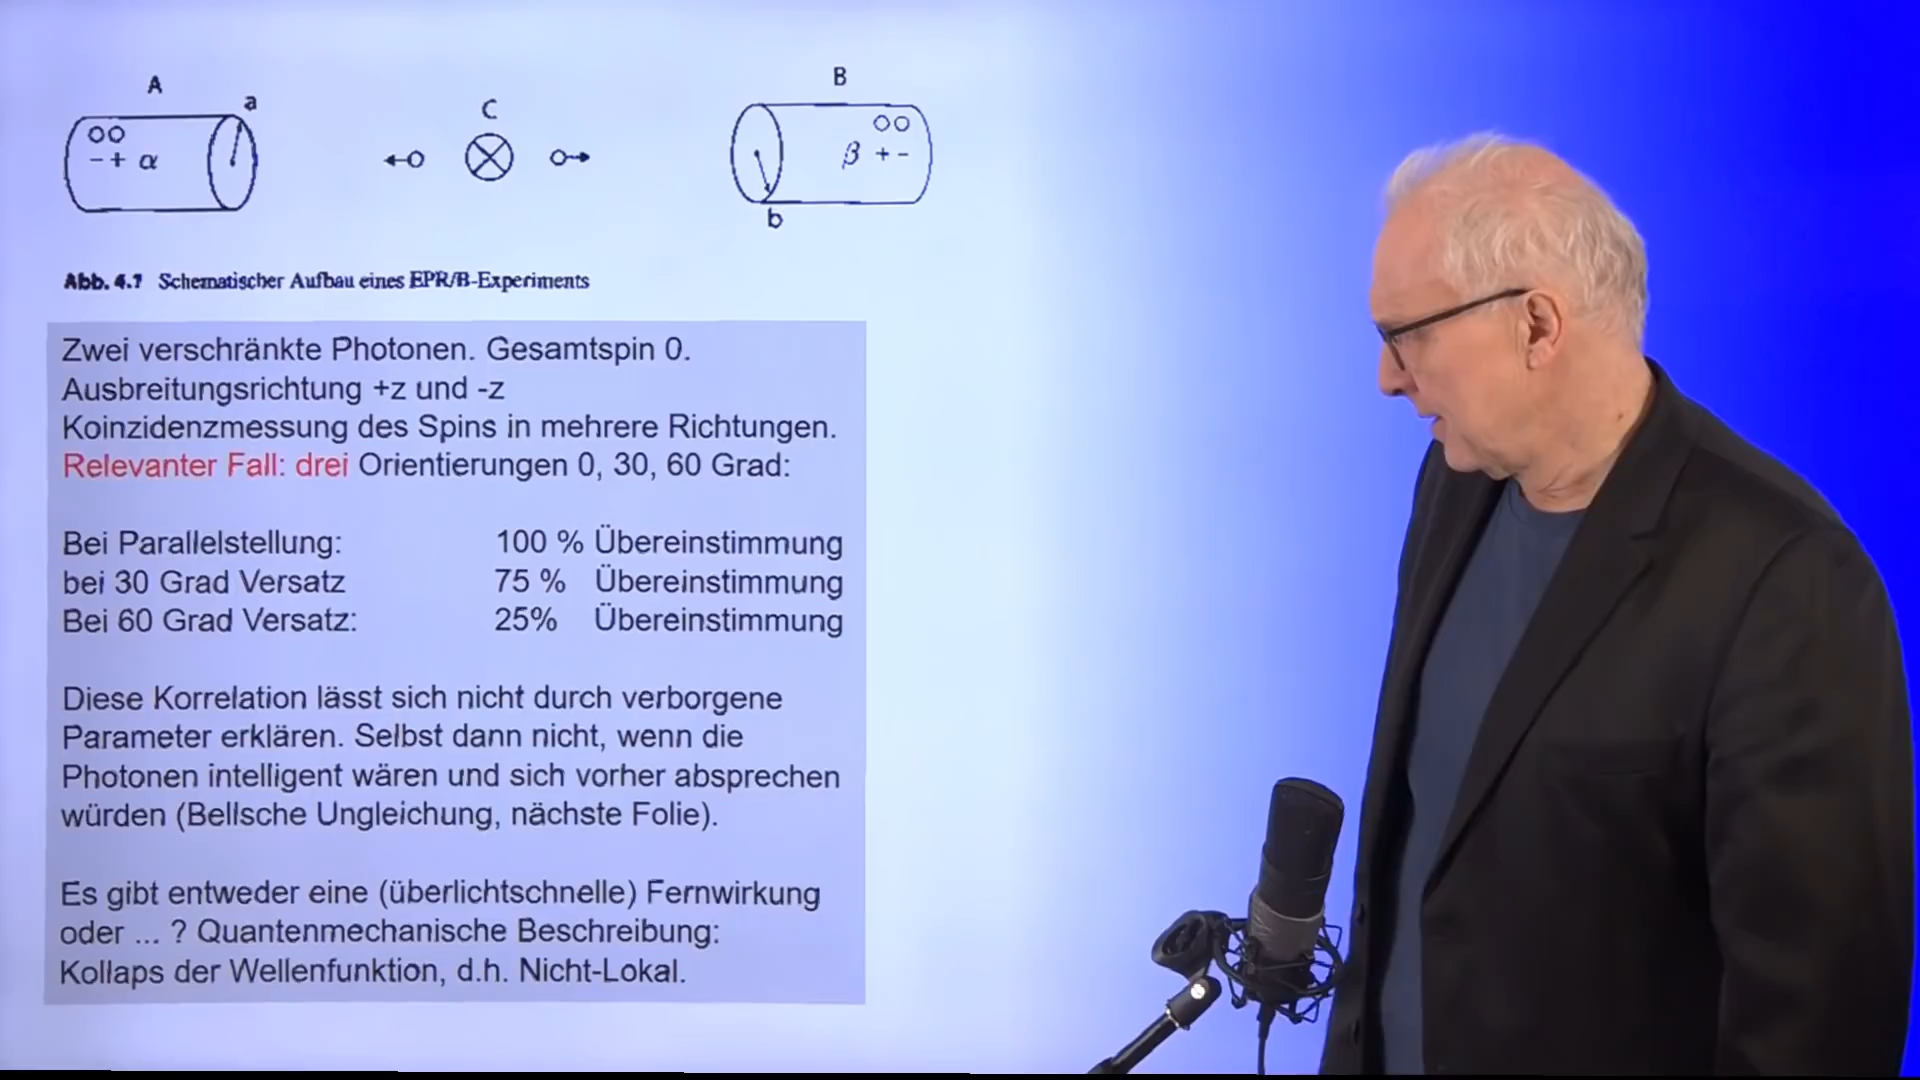 A
a
- + α
C
B
β + -
b
Abb. 4.1 Schematischer Aufbau eines EPR/B-Experiments
Zwei verschränkte Photonen. Gesamtspin 0.
Ausbreitungsrichtung +z und -z
Koinzidenzmessung des Spins in mehrere Richtungen.
Relevanter Fall: drei Orientierungen 0, 30, 60 Grad:
Bei Parallelstellung: 100 % Übereinstimmung
bei 30 Grad Versatz 75 % Übereinstimmung
Bei 60 Grad Versatz: 25% Übereinstimmung
Diese Korrelation lässt sich nicht durch verborgene
Parameter erklären. Selbst dann nicht, wenn die
Photonen intelligent wären und sich vorher absprechen
würden (Bellsche Ungleichung, nächste Folie).
Es gibt entweder eine (überlichtschnelle) Fernwirkung
oder ... ? Quantenmechanische Beschreibung:
Kollaps der Wellenfunktion, d.h. Nicht-Lokal.